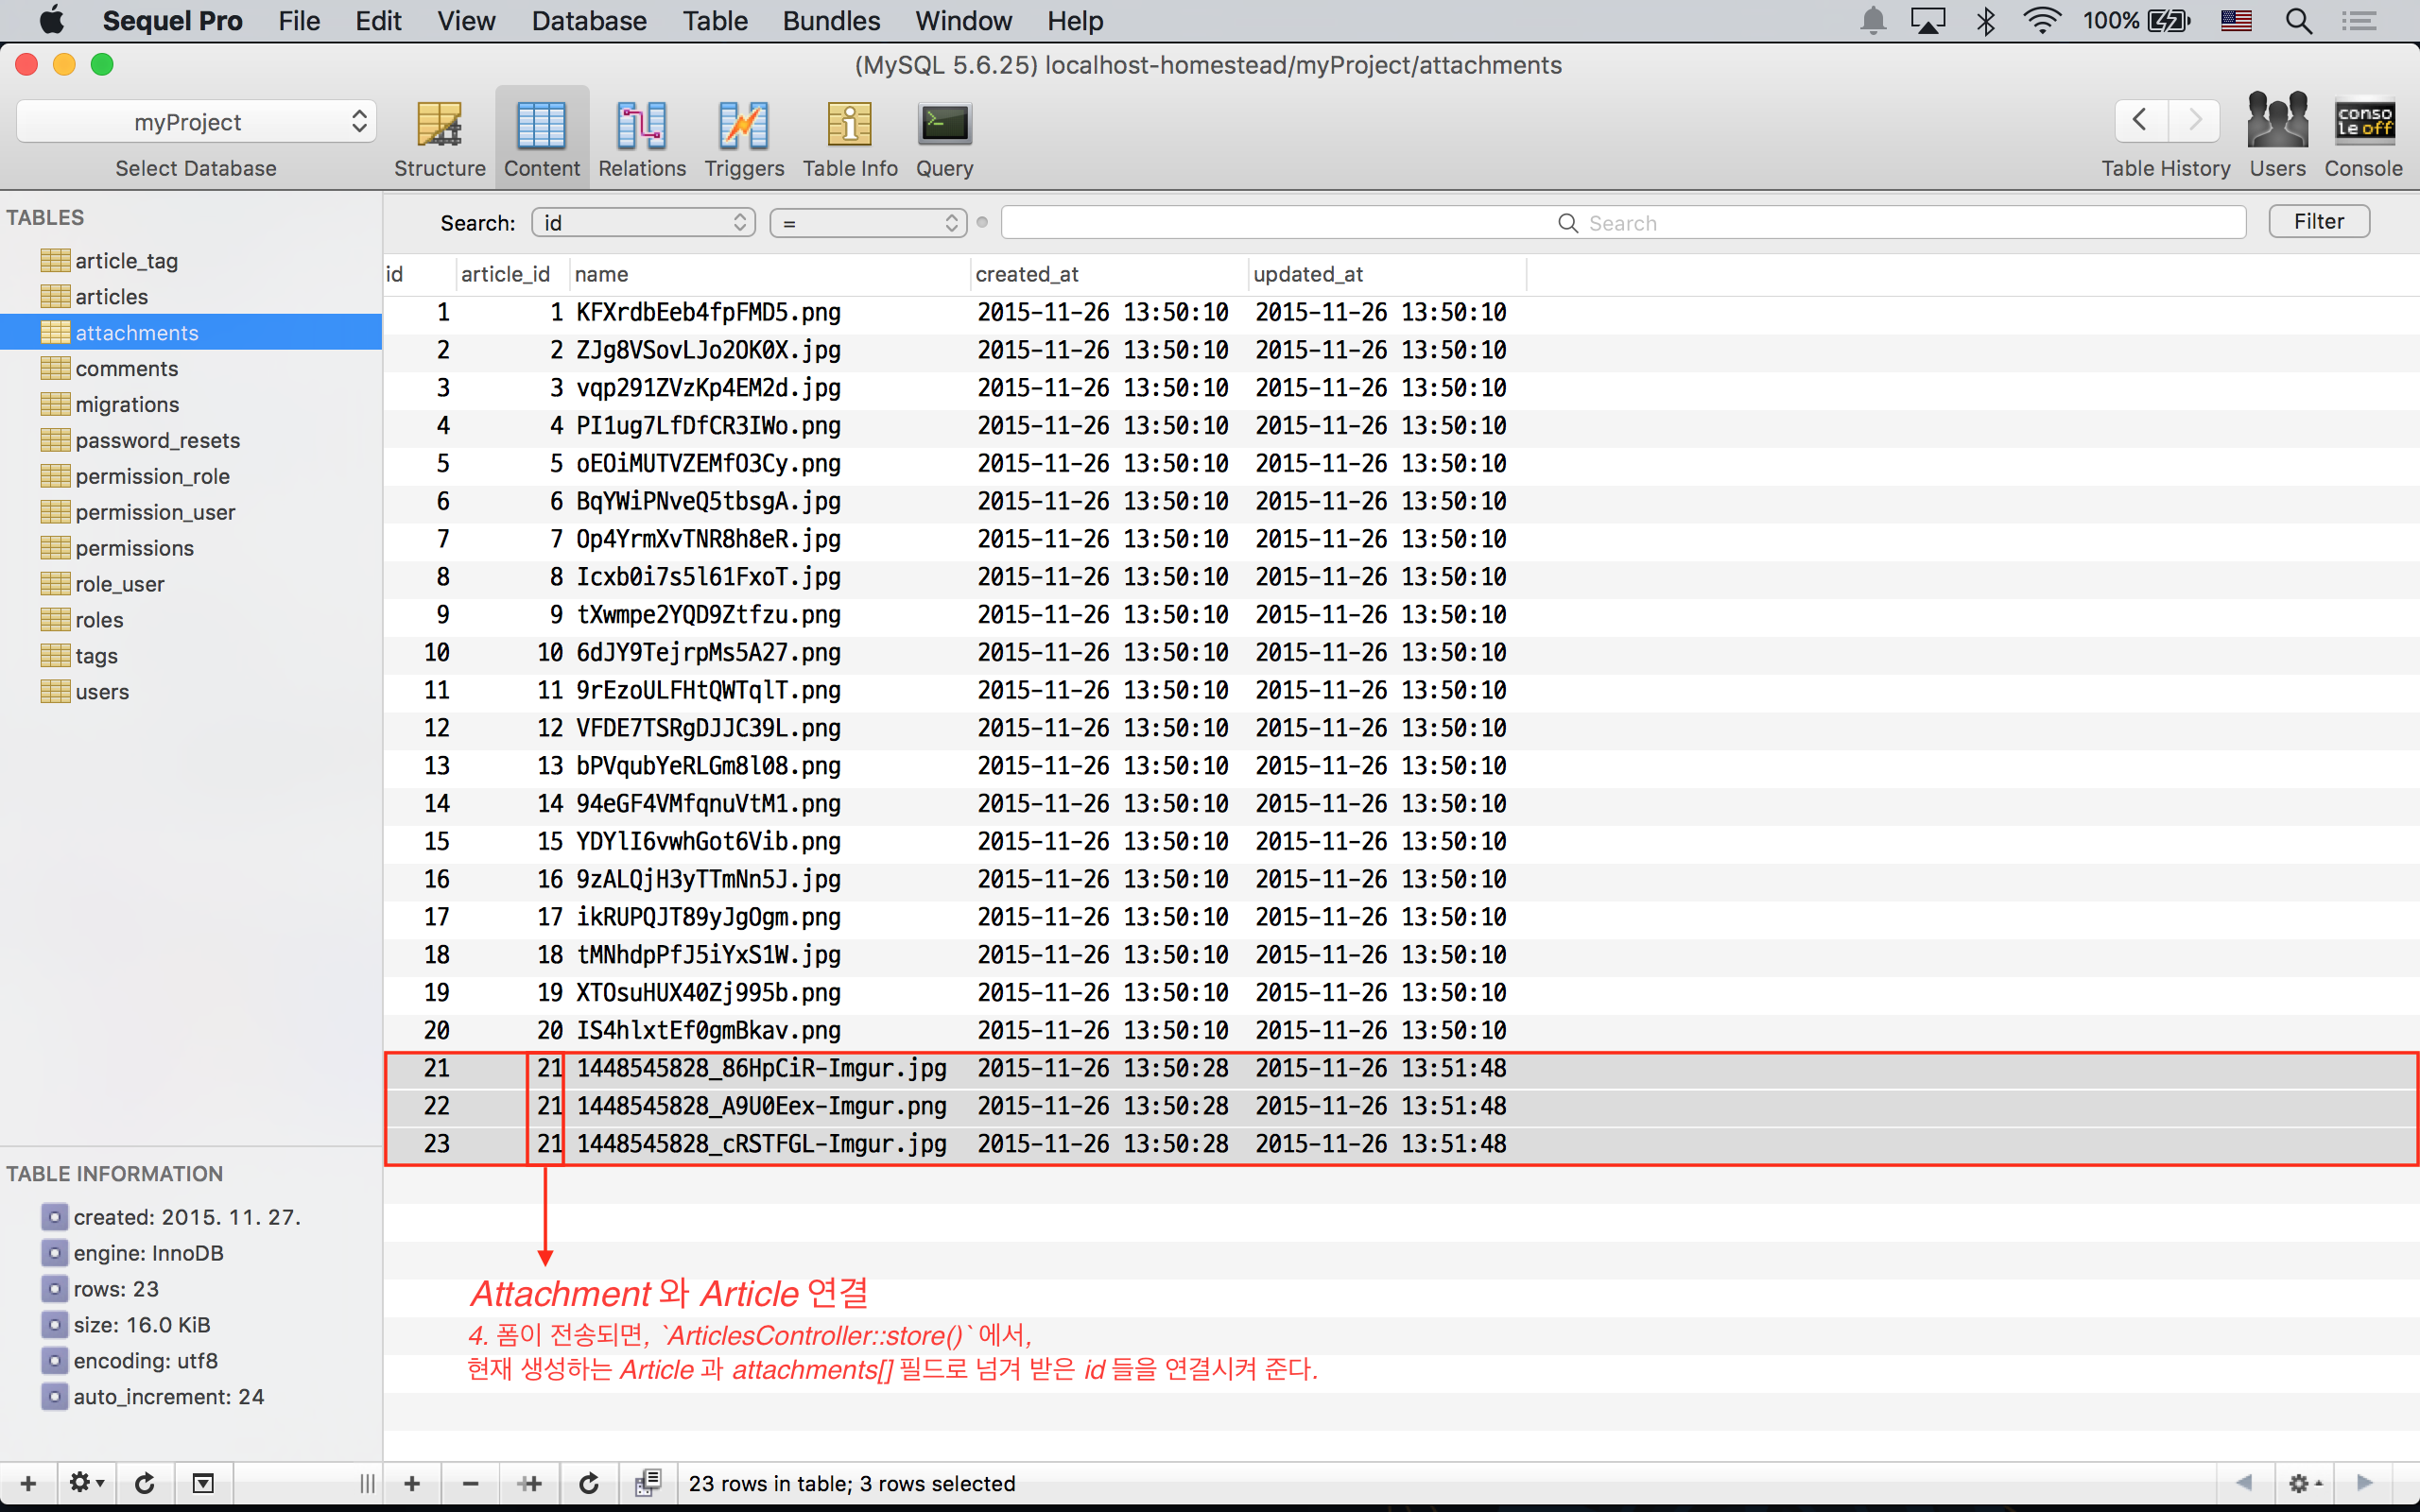 Sequel Pro File Edit View Database Table Bundles Window Help 100%
(MySQL 5.6.25) localhost-homestead/myProject/attachments
myProject
conso
le off
Select Database Structure Content Relations Triggers Table Info Query Table History Users Console
TABLES
article_tag
articles
attachments
comments
migrations
password_resets
permission_role
permission_user
permissions
role_user
roles
tags
users
TABLE INFORMATION
created: 2015. 11. 27.
engine: InnoDB
rows: 23
size: 16.0 KiB
encoding: utf8
auto_increment: 24
Search: id = Search Filter
id article_id name created_at updated_at
1 1 KFXrdbEeb4fpFMD5.png 2015-11-26 13:50:10 2015-11-26 13:50:10
2 2 ZJg8VSovLJo2OK0X.jpg 2015-11-26 13:50:10 2015-11-26 13:50:10
3 3 vqp291ZVzKp4EM2d.jpg 2015-11-26 13:50:10 2015-11-26 13:50:10
4 4 PI1ug7LfDfCR3IWo.png 2015-11-26 13:50:10 2015-11-26 13:50:10
5 5 oEOiMUTVZEMfO3Cy.png 2015-11-26 13:50:10 2015-11-26 13:50:10
6 6 BqYWiPNveQ5tbsgA.jpg 2015-11-26 13:50:10 2015-11-26 13:50:10
7 7 Op4YrmXvTNR8h8eR.jpg 2015-11-26 13:50:10 2015-11-26 13:50:10
8 8 Icxb0i7s5l61FxoT.jpg 2015-11-26 13:50:10 2015-11-26 13:50:10
9 9 tXwmpe2YQD9Ztfzu.png 2015-11-26 13:50:10 2015-11-26 13:50:10
10 10 6dJY9TejrpMs5A27.png 2015-11-26 13:50:10 2015-11-26 13:50:10
11 11 9rEzoULFHtQWTqlT.png 2015-11-26 13:50:10 2015-11-26 13:50:10
12 12 VFDE7TSRgDJJC39L.png 2015-11-26 13:50:10 2015-11-26 13:50:10
13 13 bPVqubYeRLGm8l08.png 2015-11-26 13:50:10 2015-11-26 13:50:10
14 14 94eGF4VMfqnuVtM1.png 2015-11-26 13:50:10 2015-11-26 13:50:10
15 15 YDYlI6vwhGot6Vib.png 2015-11-26 13:50:10 2015-11-26 13:50:10
16 16 9zALQjH3yTTmNn5J.jpg 2015-11-26 13:50:10 2015-11-26 13:50:10
17 17 ikRUPQJT89yJgOgm.png 2015-11-26 13:50:10 2015-11-26 13:50:10
18 18 tMNhdpPfJ5iYxS1W.jpg 2015-11-26 13:50:10 2015-11-26 13:50:10
19 19 XTOsuHUX40Zj995b.png 2015-11-26 13:50:10 2015-11-26 13:50:10
20 20 IS4hlxtEf0gmBkav.png 2015-11-26 13:50:10 2015-11-26 13:50:10
21 21 1448545828_86HpCiR-Imgur.jpg 2015-11-26 13:50:28 2015-11-26 13:51:48
22 21 1448545828_A9U0Eex-Imgur.png 2015-11-26 13:50:28 2015-11-26 13:51:48
23 21 1448545828_cRSTFGL-Imgur.jpg 2015-11-26 13:50:28 2015-11-26 13:51:48
Attachment 와 Article 연결
4. 폼이 전송되면, `ArticlesController::store()` 에서,
현재 생성하는 Article 과 attachments[] 필드로 넘겨 받은 id 들을 연결시켜 준다.
23 rows in table; 3 rows selected